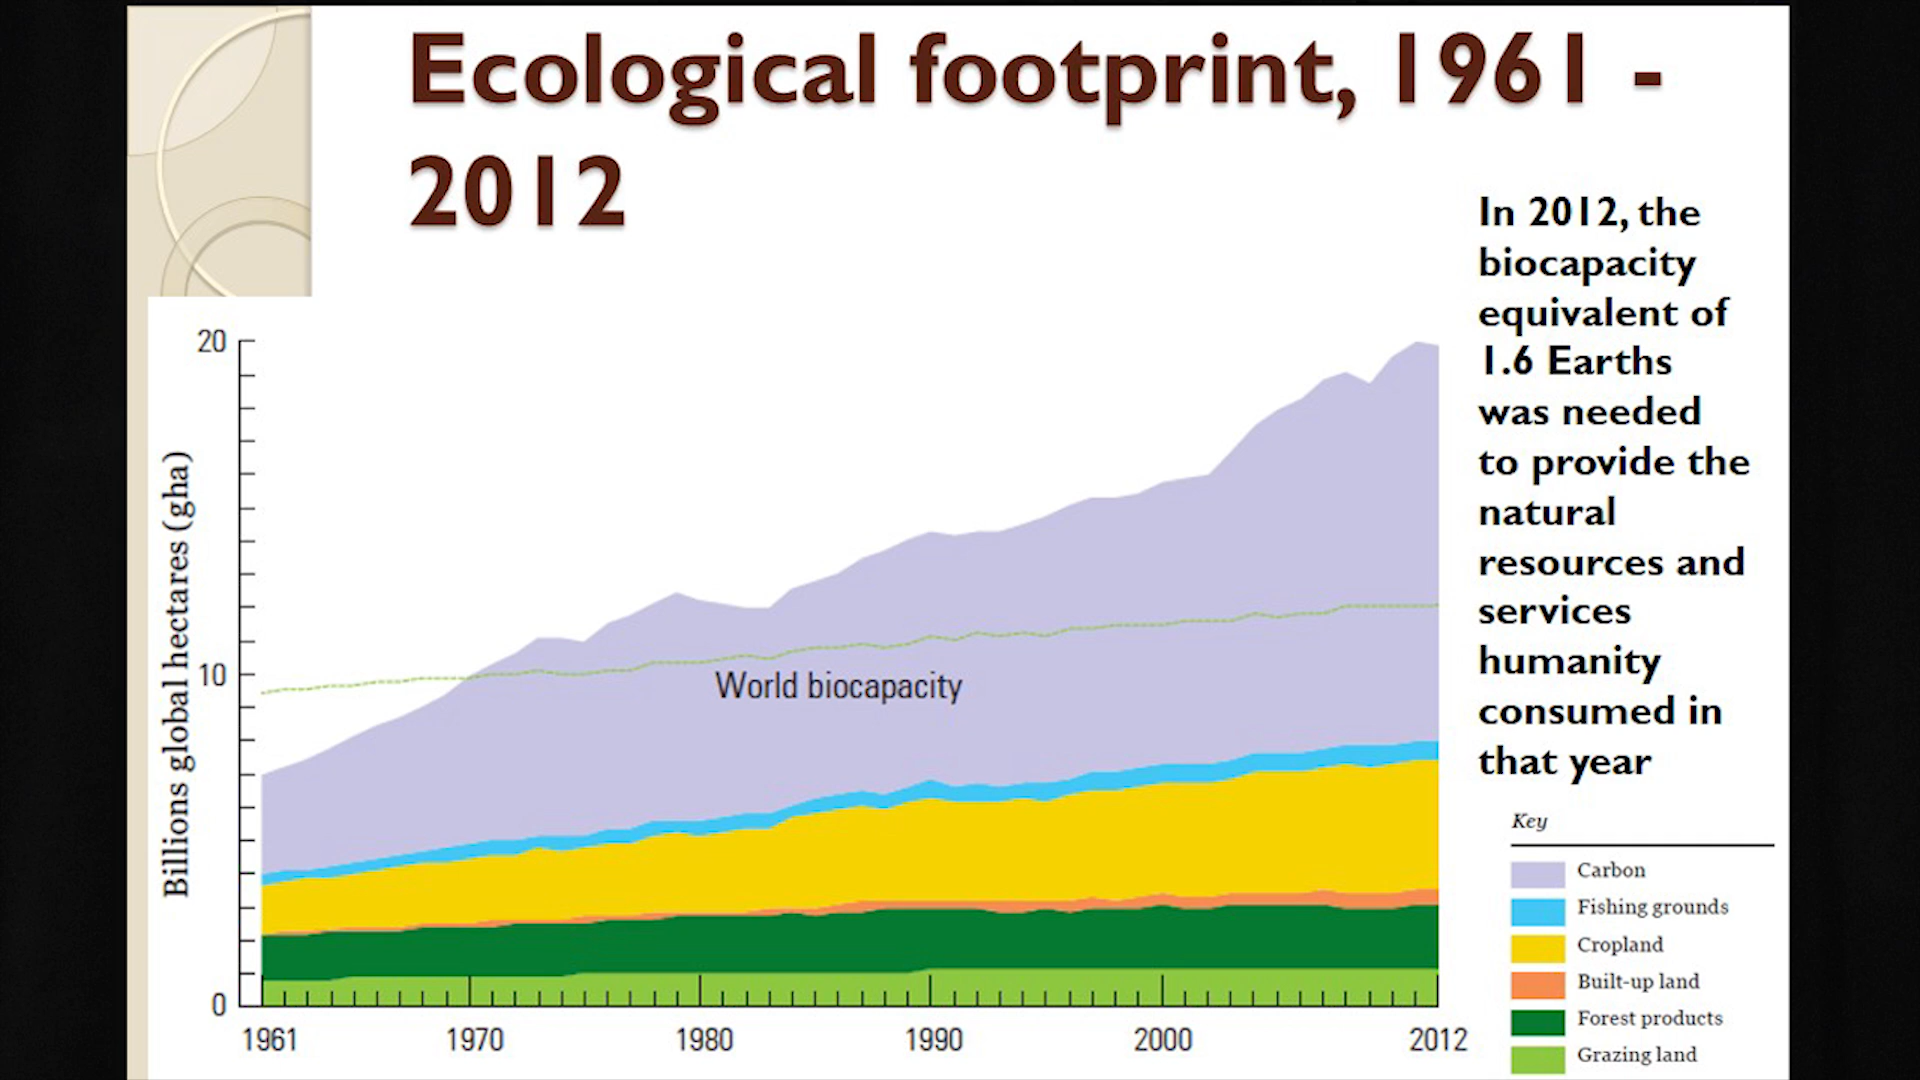 Ecological footprint, 1961 -
2012
In 2012, the
biocapacity
equivalent of
1.6 Earths
was needed
to provide the
natural
resources and
services
humanity
consumed in
that year
20
10
0
Billions global hectares (gha)
World biocapacity
1961 1970 1980 1990 2000 2012
Key
Carbon
Fishing grounds
Cropland
Built-up land
Forest products
Grazing land